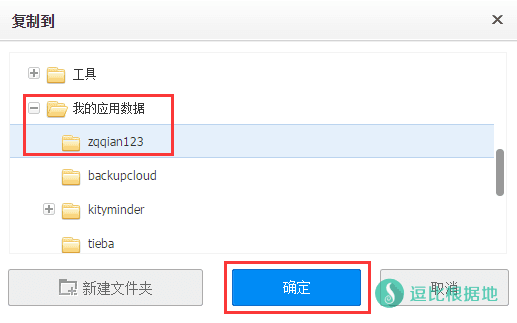 复制到
工具
我的应用数据
zqqian123
backupcloud
kityminder
tieba
新建文件夹
确定
取消
逗比根据地